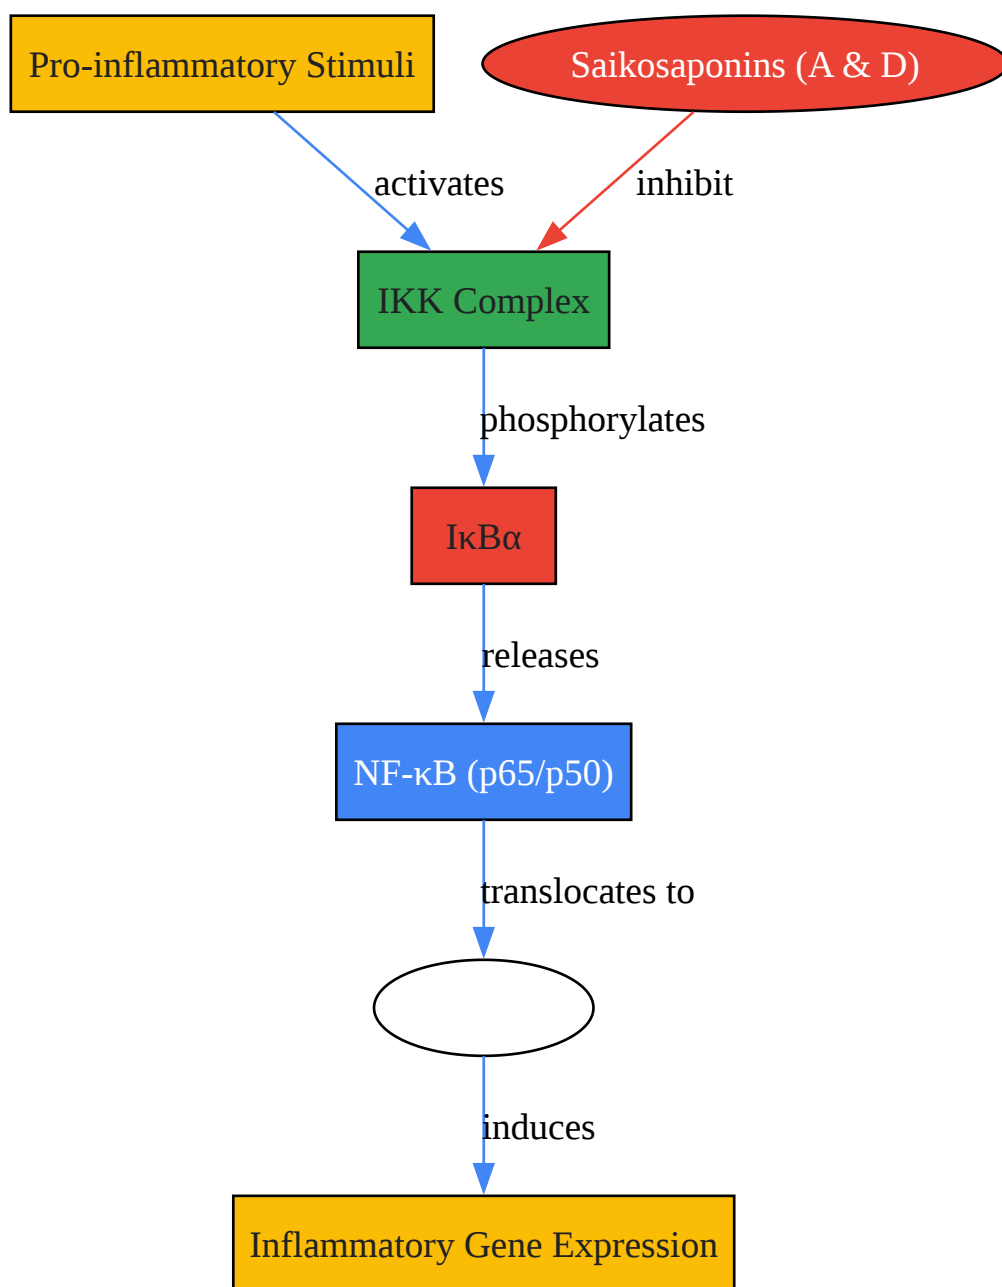 Pro-inflammatory Stimuli
Saikosaponins (A & D)
activates
inhibit
IKK Complex
phosphorylates
IκBα
releases
NF-κB (p65/p50)
translocates to
induces
Inflammatory Gene Expression